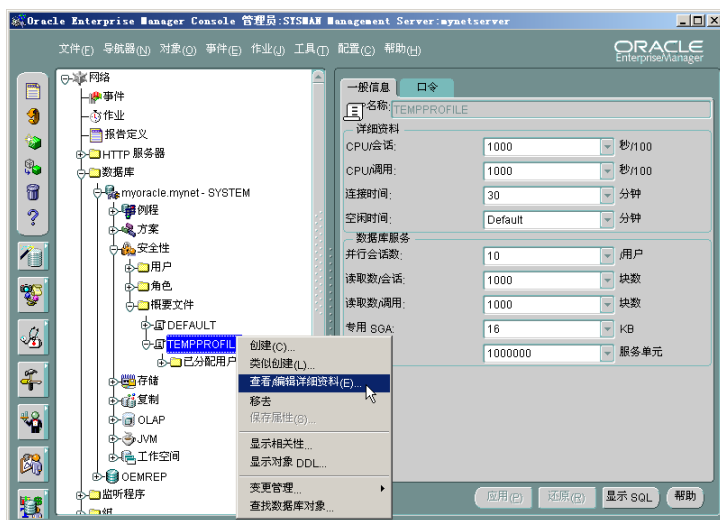 Oracle Enterprise Manager Console 管理员:SYSMAN Management Server:mynetserver
文件(F) 导航器(N) 对象(O) 事件(E) 作业(J) 工具(T) 配置(C) 帮助(H)
ORACLE
EnterpriseManager
网络
事件
作业
报告定义
HTTP 服务器
数据库
myoracle.mynet - SYSTEM
例程
方案
安全性
用户
角色
概要文件
DEFAULT
TEMPPROFIL
已分配用户
存储
复制
OLAP
JVM
工作空间
OEMREP
监听程序
组
创建(C)...
类似创建(L)...
查看/编辑详细资料(E)...
移去
保存属性(S)...
显示相关性...
显示对象 DDL...
变更管理...
查找数据库对象...
一般信息 口令
名称: TEMPPROFILE
详细资料
CPU/会话: 1000 秒/100
CPU/调用: 1000 秒/100
连接时间: 30 分钟
空闲时间: Default 分钟
数据库服务
并行会话数: 10 /用户
读取数/会话: 1000 块数
读取数/调用: 1000 块数
专用 SGA: 16 KB
1000000 服务单元
应用(P) 还原(R) 显示 SQL 帮助